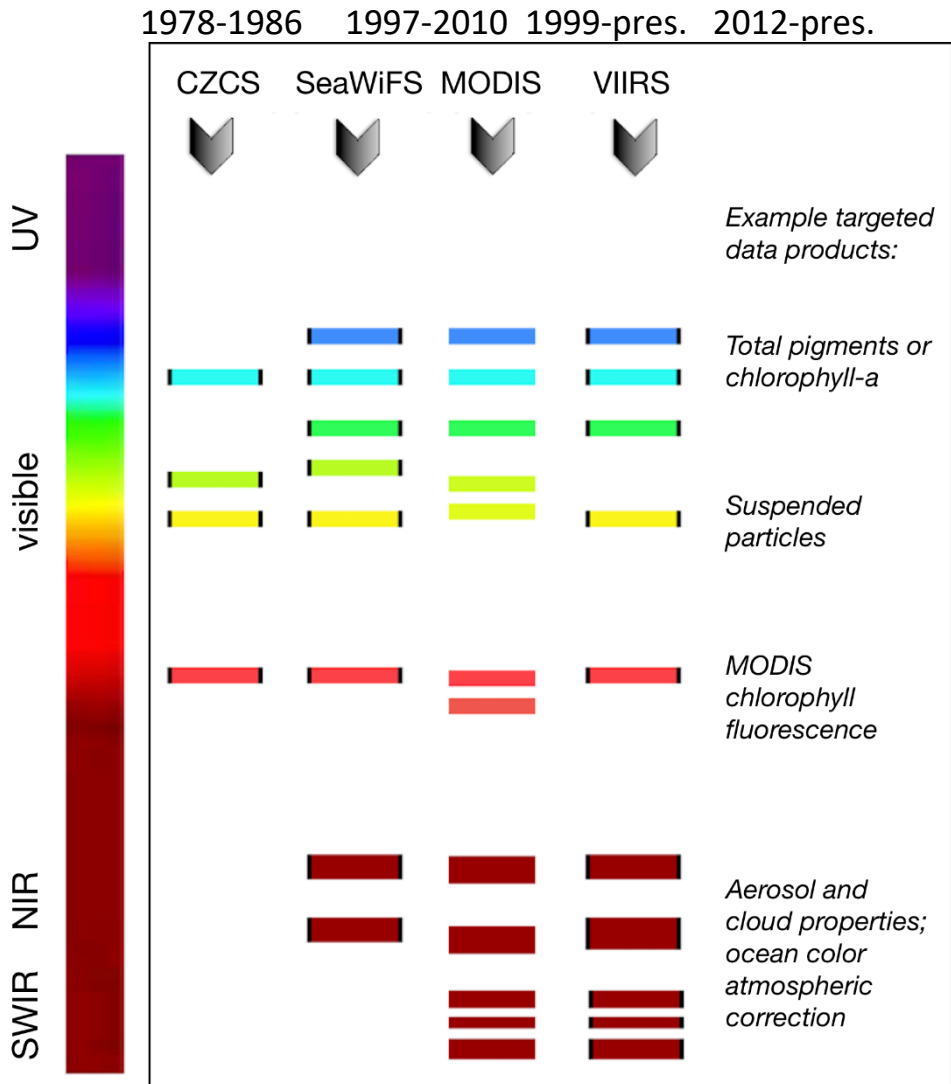 1978-1986 1997-2010 1999-pres. 2012-pres.
CZCS SeaWiFS MODIS VIIRS
UV
visible
NIR
SWIR
Example targeted
data products:
Total pigments or
chlorophyll-a
Suspended
particles
MODIS
chlorophyll
fluorescence
Aerosol and
cloud properties;
ocean color
atmospheric
correction